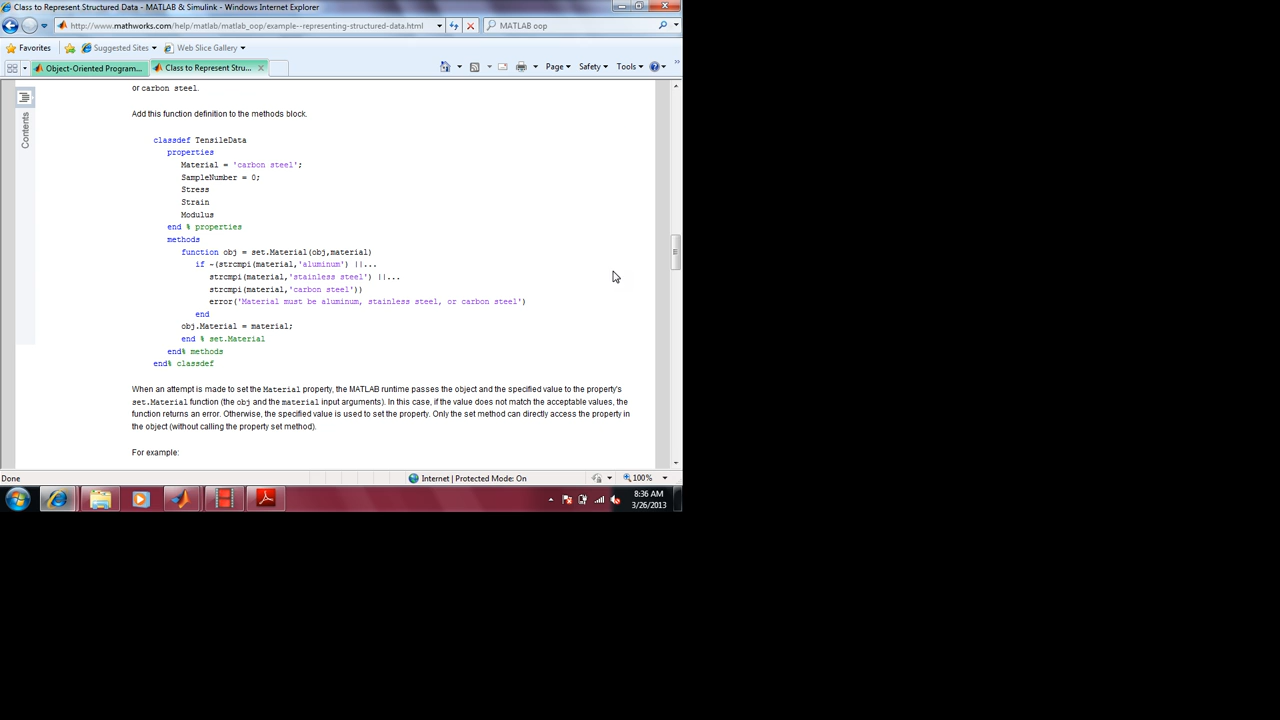 Class to Represent Structured Data - MATLAB & Simulink - Windows Internet Explorer
http://www.mathworks.com/help/matlab/matlab_oop/example--representing-structured-data.html
MATLAB oop
Favorites Suggested Sites Web Slice Gallery
Object-Oriented Program... Class to Represent Stru... Page Safety Tools
Contents
or carbon steel.
Add this function definition to the methods block.
classdef TensileData
properties
Material = 'carbon steel';
SampleNumber = 0;
Stress
Strain
Modulus
end % properties
methods
function obj = set.Material(obj,material)
if ~(strcmpi(material,'aluminum') ||...
strcmpi(material,'stainless steel') ||...
strcmpi(material,'carbon steel'))
error('Material must be aluminum, stainless steel, or carbon steel')
end
obj.Material = material;
end % set.Material
end% methods
end% classdef
When an attempt is made to set the Material property, the MATLAB runtime passes the object and the specified value to the property's
set.Material function (the obj and the material input arguments). In this case, if the value does not match the acceptable values, the
function returns an error. Otherwise, the specified value is used to set the property. Only the set method can directly access the property in
the object (without calling the property set method).
For example:
Done Internet | Protected Mode: On 100%
8:36 AM
3/26/2013